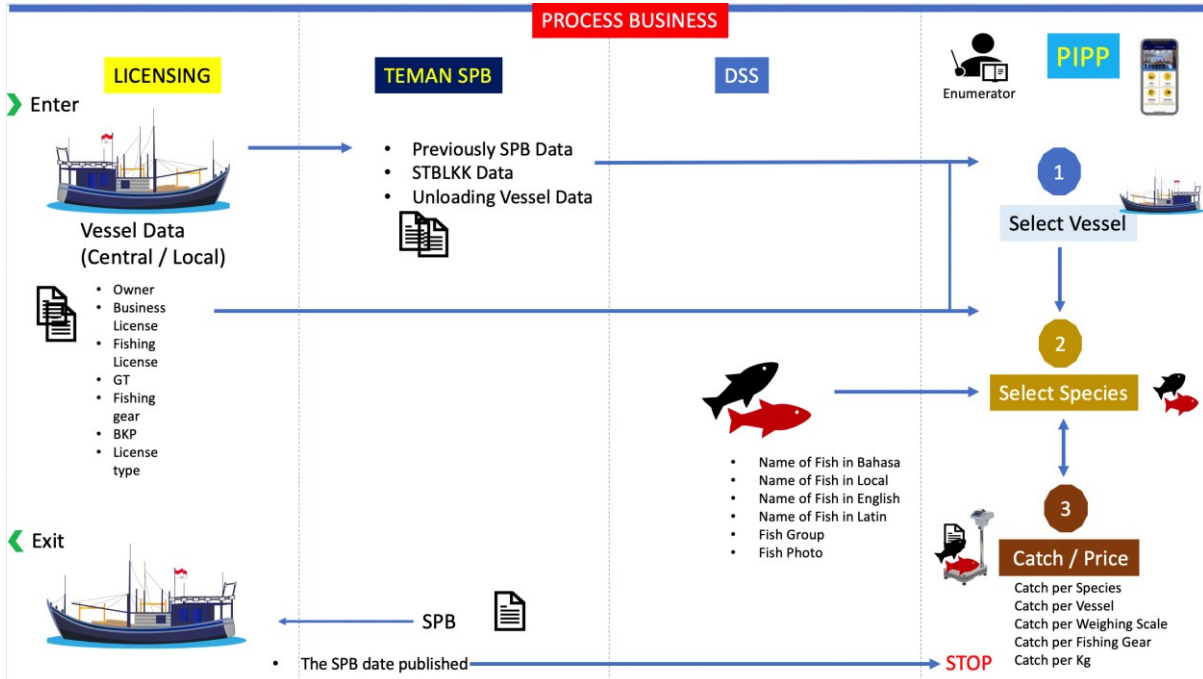 PROCESS BUSINESS
LICENSING
TEMAN SPB
DSS
Enumerator
PIPP
Enter
• Previously SPB Data
• STBLKK Data
• Unloading Vessel Data
1
Select Vessel
Vessel Data
(Central / Local)
• Owner
• Business
License
• Fishing
License
• GT
• Fishing
gear
• BKP
• License
type
2
Select Species
• Name of Fish in Bahasa
• Name of Fish in Local
• Name of Fish in English
• Name of Fish in Latin
• Fish Group
• Fish Photo
3
Catch / Price
Catch per Species
Catch per Vessel
Catch per Weighing Scale
Catch per Fishing Gear
Catch per Kg
Exit
SPB
• The SPB date published
STOP